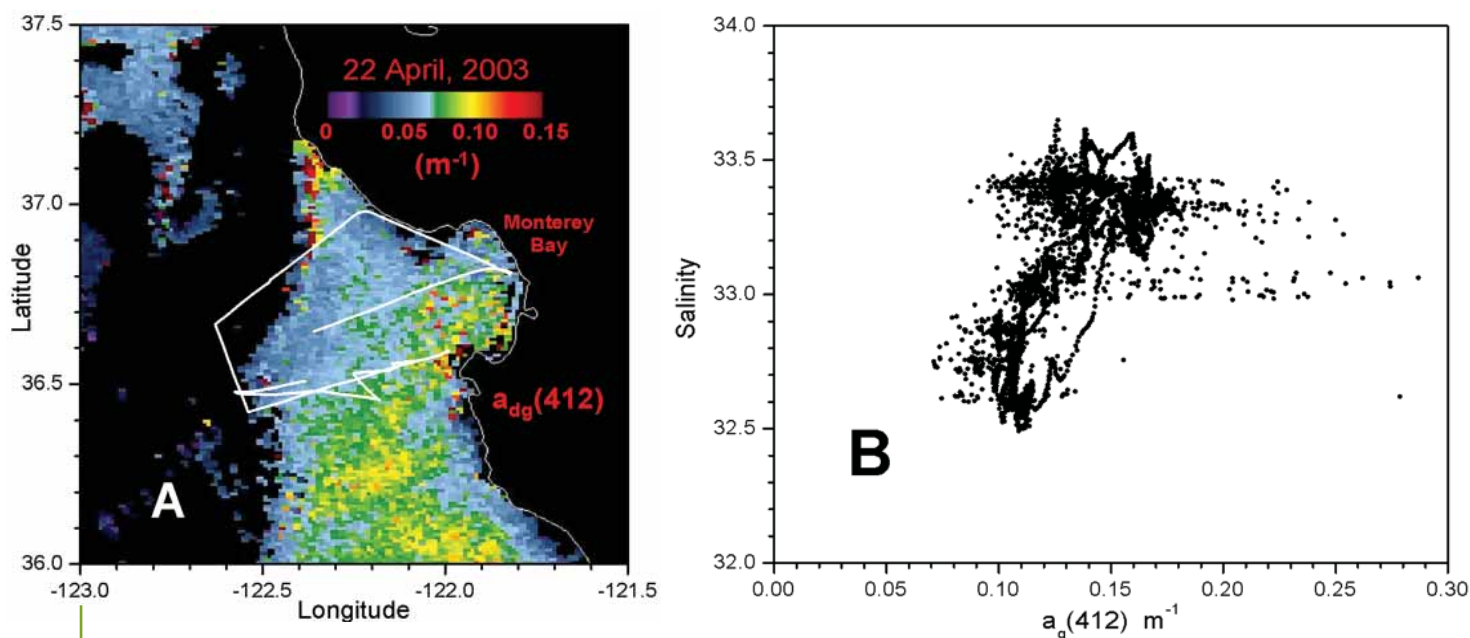 37.5
37.0
36.5
36.0
Latitude
-123.0
-122.5
-122.0
-121.5
Longitude
22 April, 2003
0 0.05 0.10 0.15
(m⁻¹)
Monterey
Bay
a_dg(412)
A
34.0
33.5
33.0
32.5
32.0
Salinity
B
0.00 0.05 0.10 0.15 0.20 0.25 0.30
a_g(412) m⁻¹